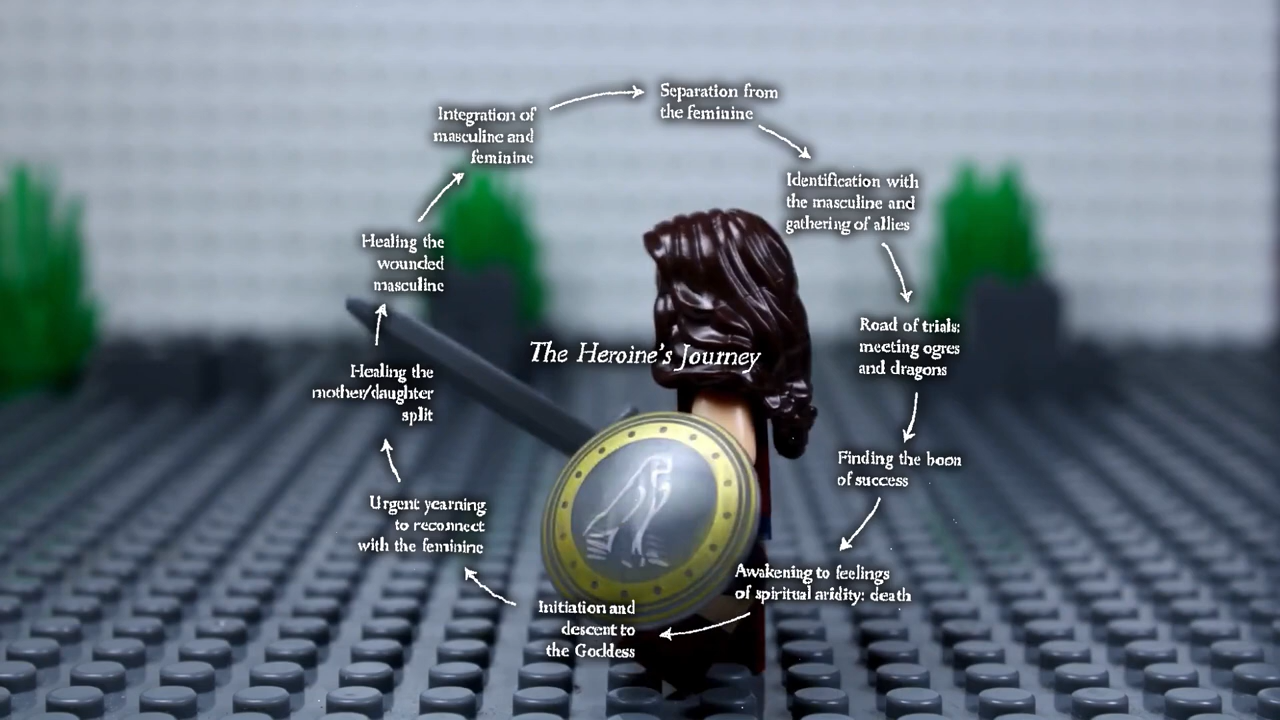 Separation from
the feminine
Identification with
the masculine and
gathering of allies
Road of trials:
meeting ogres
and dragons
Finding the boon
of success
Awakening to feelings
of spiritual aridity: death
Initiation and
descent to
the Goddess
Urgent yearning
to reconnect
with the feminine
Healing the
mother/daughter
split
Healing the
wounded
masculine
Integration of
masculine and
feminine
The Heroine's Journey